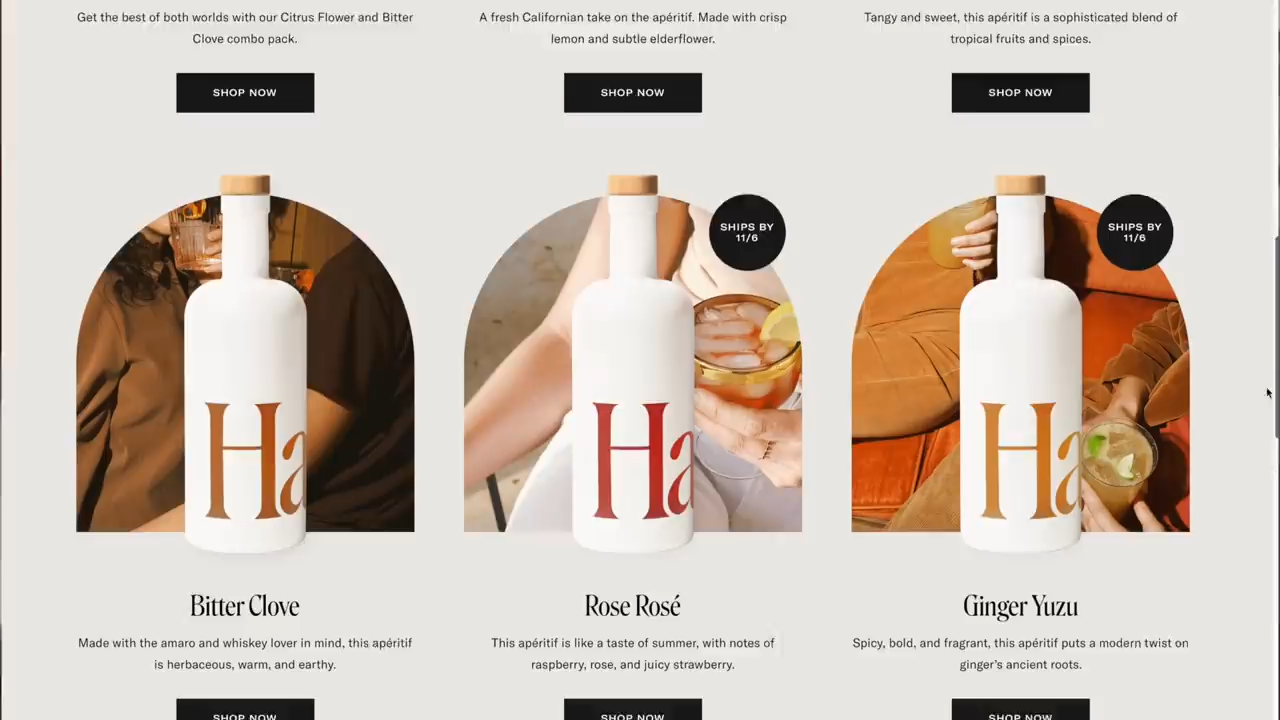 The best of both worlds with our Citrus Flower and Bitter
Clove combo pack.
A fresh Californian take on the apéritif. Made with crisp
lemon and subtle elderflower.
Tangy and sweet, this apéritif is a sophisticated blend of
tropical fruits and spices.
SHOP NOW
SHOP NOW
SHOP NOW
SHIPS BY
11/6
SHIPS BY
11/6
Ha
Ha
Ha
Bitter Clove
Rose Rosé
Ginger Yuzu
Made with the amaro and whiskey lover in mind, this apéritif
is herbaceous, warm, and earthy.
This apéritif is like a taste of summer, with notes of
raspberry, rose, and juicy strawberry.
Spicy, bold, and fragrant, this apéritif puts a modern twist on
ginger's ancient roots.
SHOP NOW
SHOP NOW
SHOP NOW